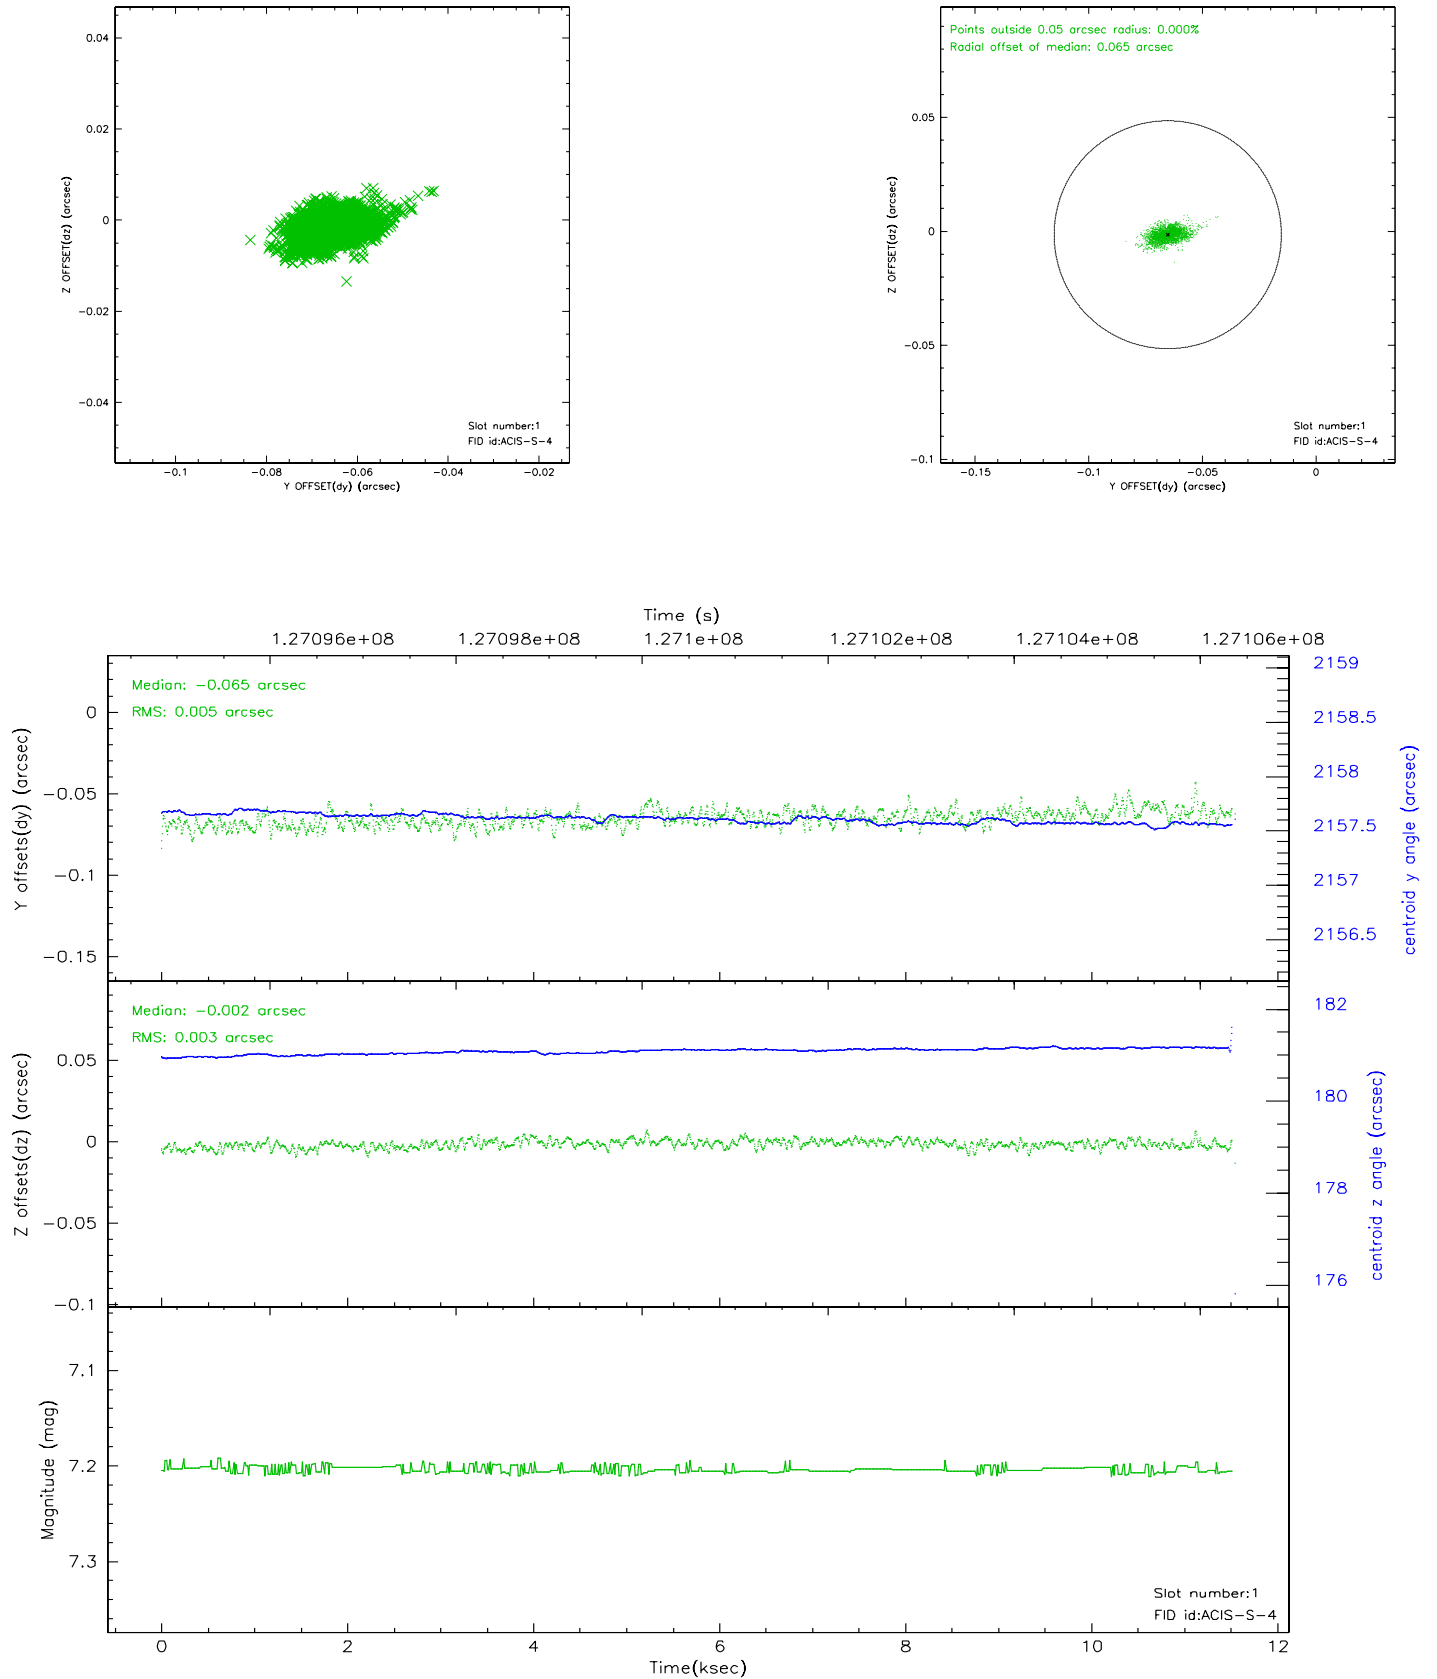 0.04
0.02
0
−0.02
−0.04
Z OFFSET(dz) (arcsec)
Slot number:1
FID id:ACIS−S−4
−0.1 −0.08 −0.06 −0.04 −0.02
Y OFFSET(dy) (arcsec)
Points outside 0.05 arcsec radius: 0.000%
Radial offset of median: 0.065 arcsec
0.05
0
−0.05
−0.1
Z OFFSET(dz) (arcsec)
Slot number:1
FID id:ACIS−S−4
−0.15 −0.1 −0.05 0
Y OFFSET(dy) (arcsec)
Time (s)
1.27096e+08 1.27098e+08 1.271e+08 1.27102e+08 1.27104e+08 1.27106e+08
Median: −0.065 arcsec
RMS: 0.005 arcsec
0
−0.05
−0.1
−0.15
Y offsets(dy) (arcsec)
2159
2158.5
2158
2157.5
2157
2156.5
centroid y angle (arcsec)
Median: −0.002 arcsec
RMS: 0.003 arcsec
0.05
0
−0.05
−0.1
Z offsets(dz) (arcsec)
182
180
178
176
centroid z angle (arcsec)
7.1
7.2
7.3
Magnitude (mag)
Slot number:1
FID id:ACIS−S−4
0 2 4 6 8 10 12
Time(ksec)